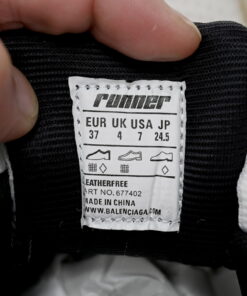 runner
EUR UK USA JP
37 4 7 24.5
LEATHERFREE
ART NO. 677402
MADE IN CHINA
WWW.BALENCIAGA.COM